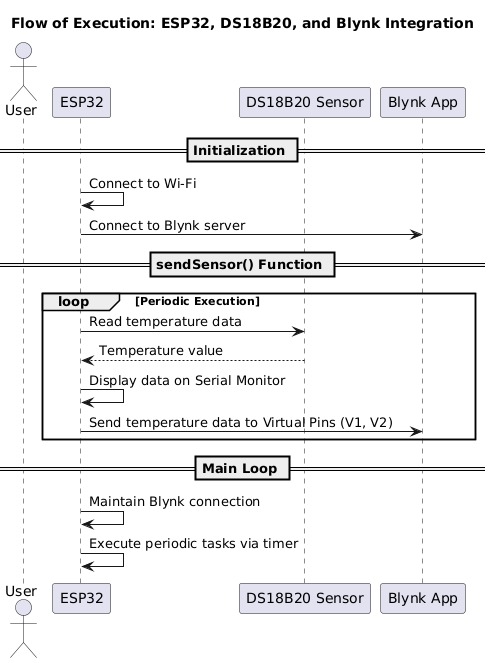 Flow of Execution: ESP32, DS18B20, and Blynk Integration
User
ESP32
DS18B20 Sensor
Blynk App
Initialization
Connect to Wi-Fi
Connect to Blynk server
sendSensor() Function
loop [Periodic Execution]
Read temperature data
Temperature value
Display data on Serial Monitor
Send temperature data to Virtual Pins (V1, V2)
Main Loop
Maintain Blynk connection
Execute periodic tasks via timer
User
ESP32
DS18B20 Sensor
Blynk App